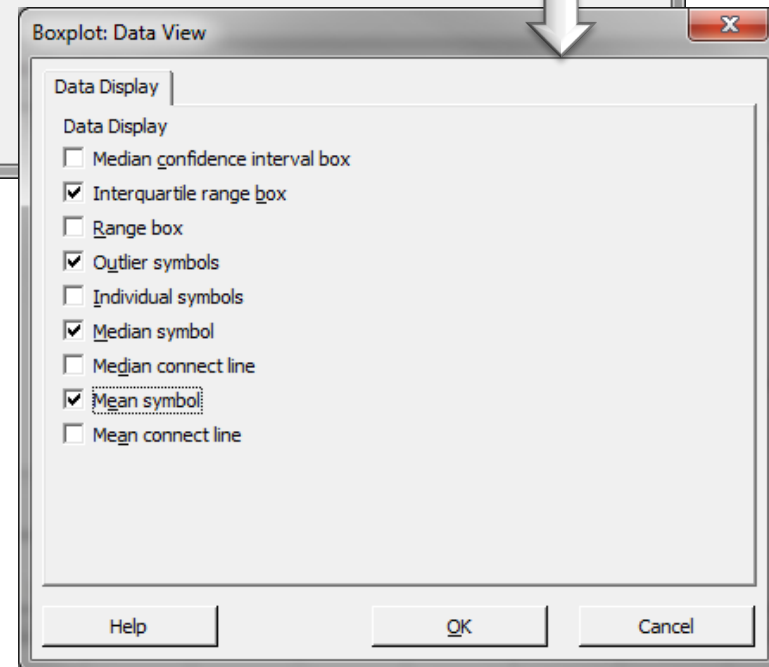 Boxplot: Data View
Data Display
Data Display
Median confidence interval box
Interquartile range box
Range box
Outlier symbols
Individual symbols
Median symbol
Median connect line
Mean symbol
Mean connect line
Help
OK
Cancel